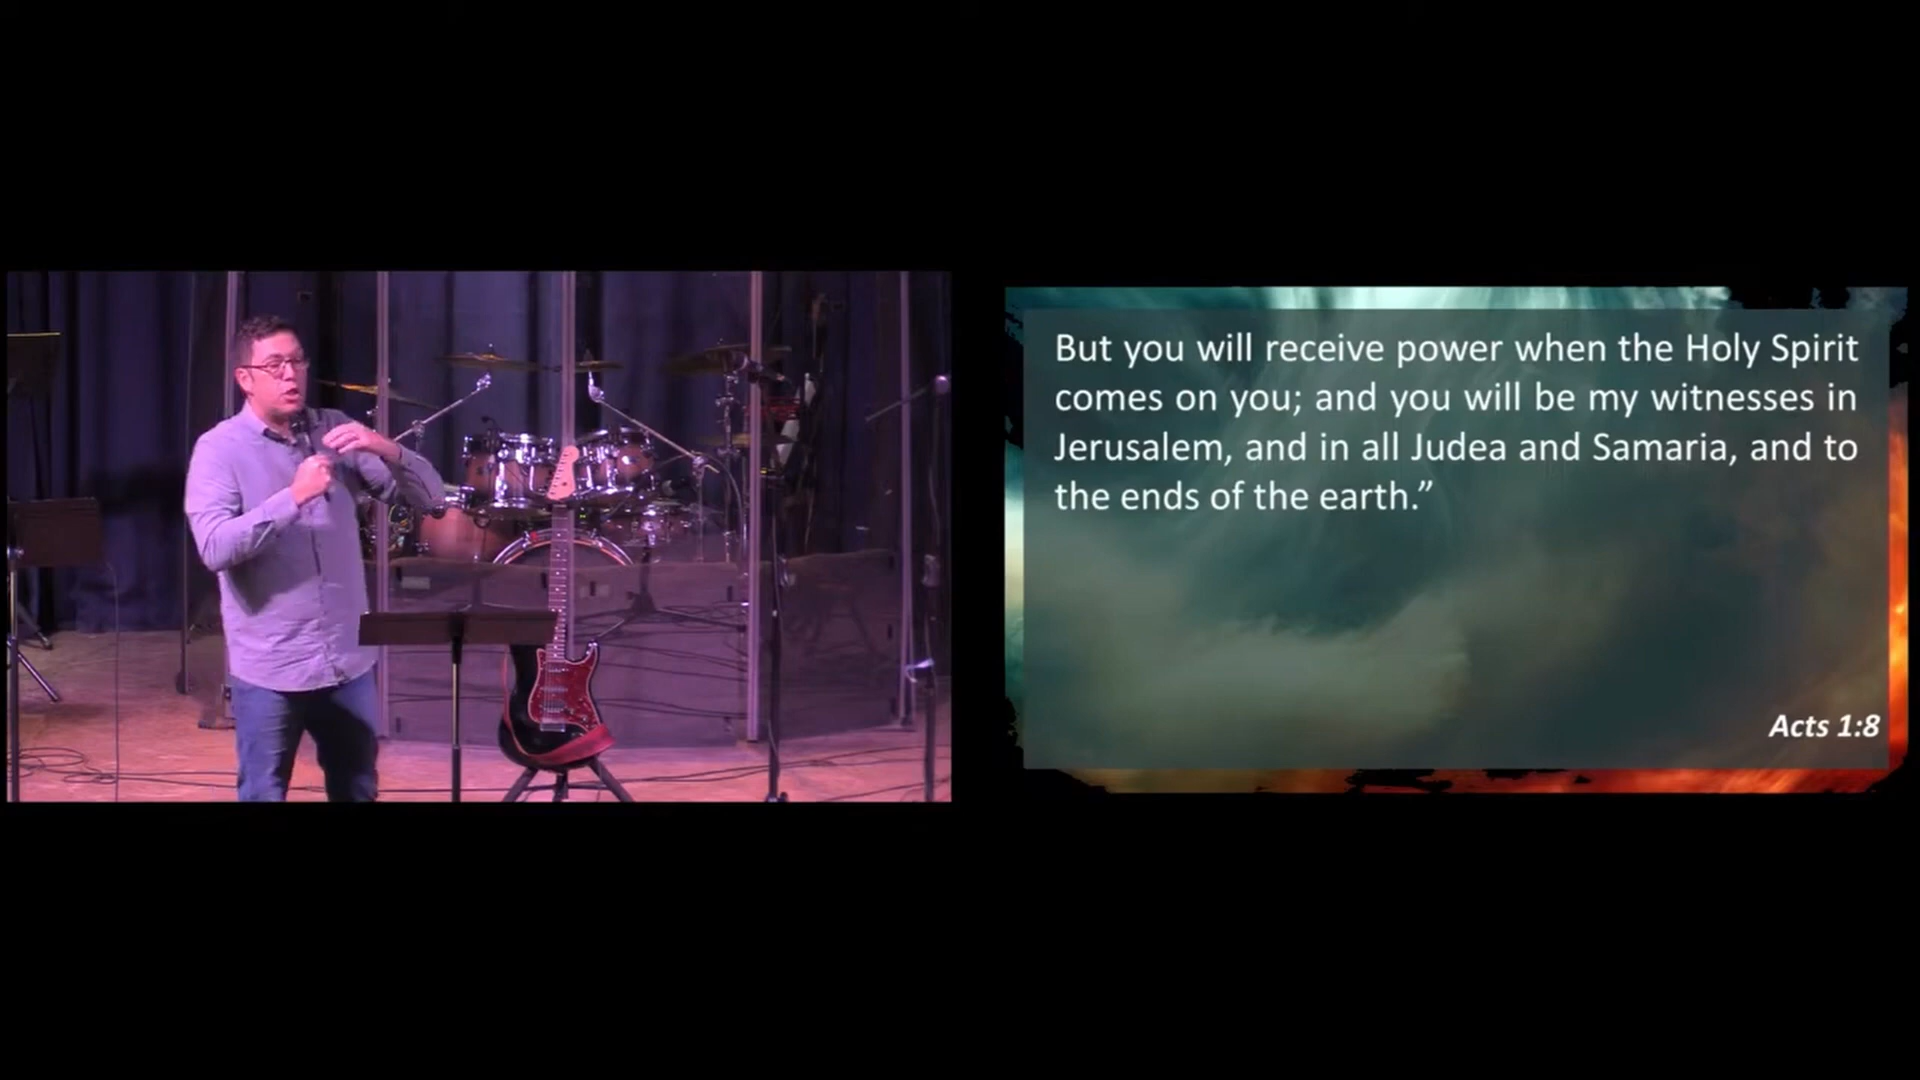 But you will receive power when the Holy Spirit
comes on you; and you will be my witnesses in
Jerusalem, and in all Judea and Samaria, and to
the ends of the earth.”
Acts 1:8